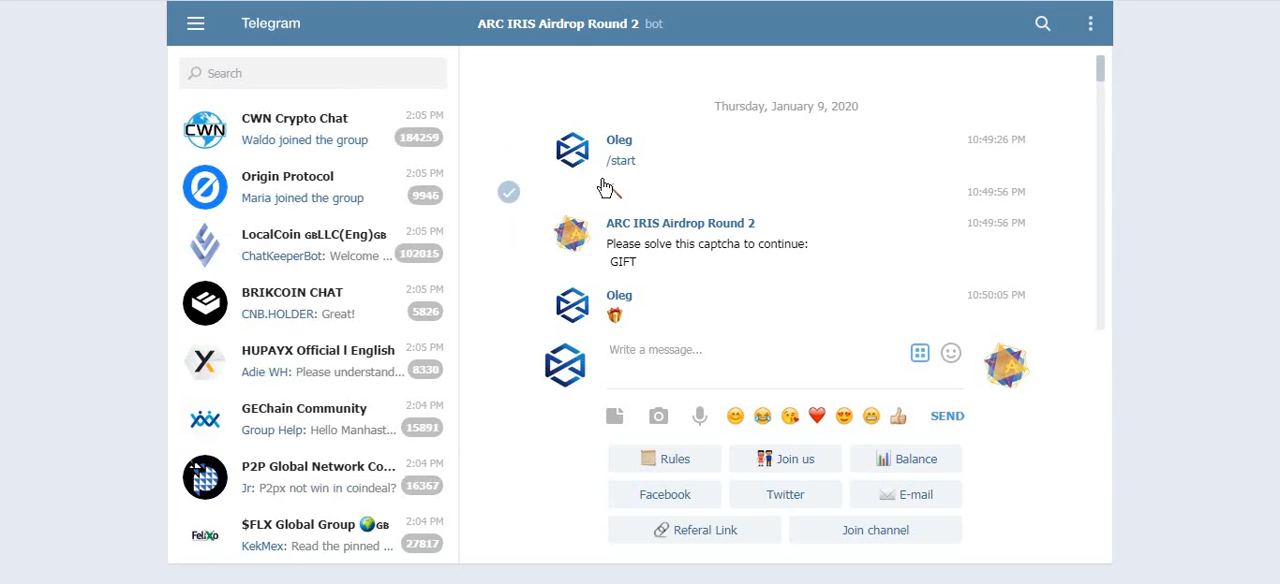 Telegram
ARC IRIS Airdrop Round 2 bot
Search
CWN
CWN Crypto Chat 2:05 PM
Waldo joined the group 184259
Origin Protocol 2:05 PM
Maria joined the group 9946
LocalCoin 🇬🇧LLC(Eng)🇬🇧 2:05 PM
ChatKeeperBot: Welcome ... 102015
BRIKCOIN CHAT 2:05 PM
CNB.HOLDER: Great! 5826
HUPAYX Official l English 2:05 PM
Adie WH: Please understand... 8330
GEChain Community 2:04 PM
Group Help: Hello Manhast... 15891
P2P Global Network Co... 2:04 PM
Jr: P2px not win in coindeal? 16367
FeliXo
$FLX Global Group 🌍🇬🇧 2:04 PM
KekMex: Read the pinned ... 27817
Thursday, January 9, 2020
Oleg 10:49:26 PM
/start
10:49:56 PM
ARC IRIS Airdrop Round 2 10:49:56 PM
Please solve this captcha to continue:
GIFT
Oleg 10:50:05 PM
🎁
Write a message...
SEND
Rules Join us Balance
Facebook Twitter E-mail
Referal Link Join channel